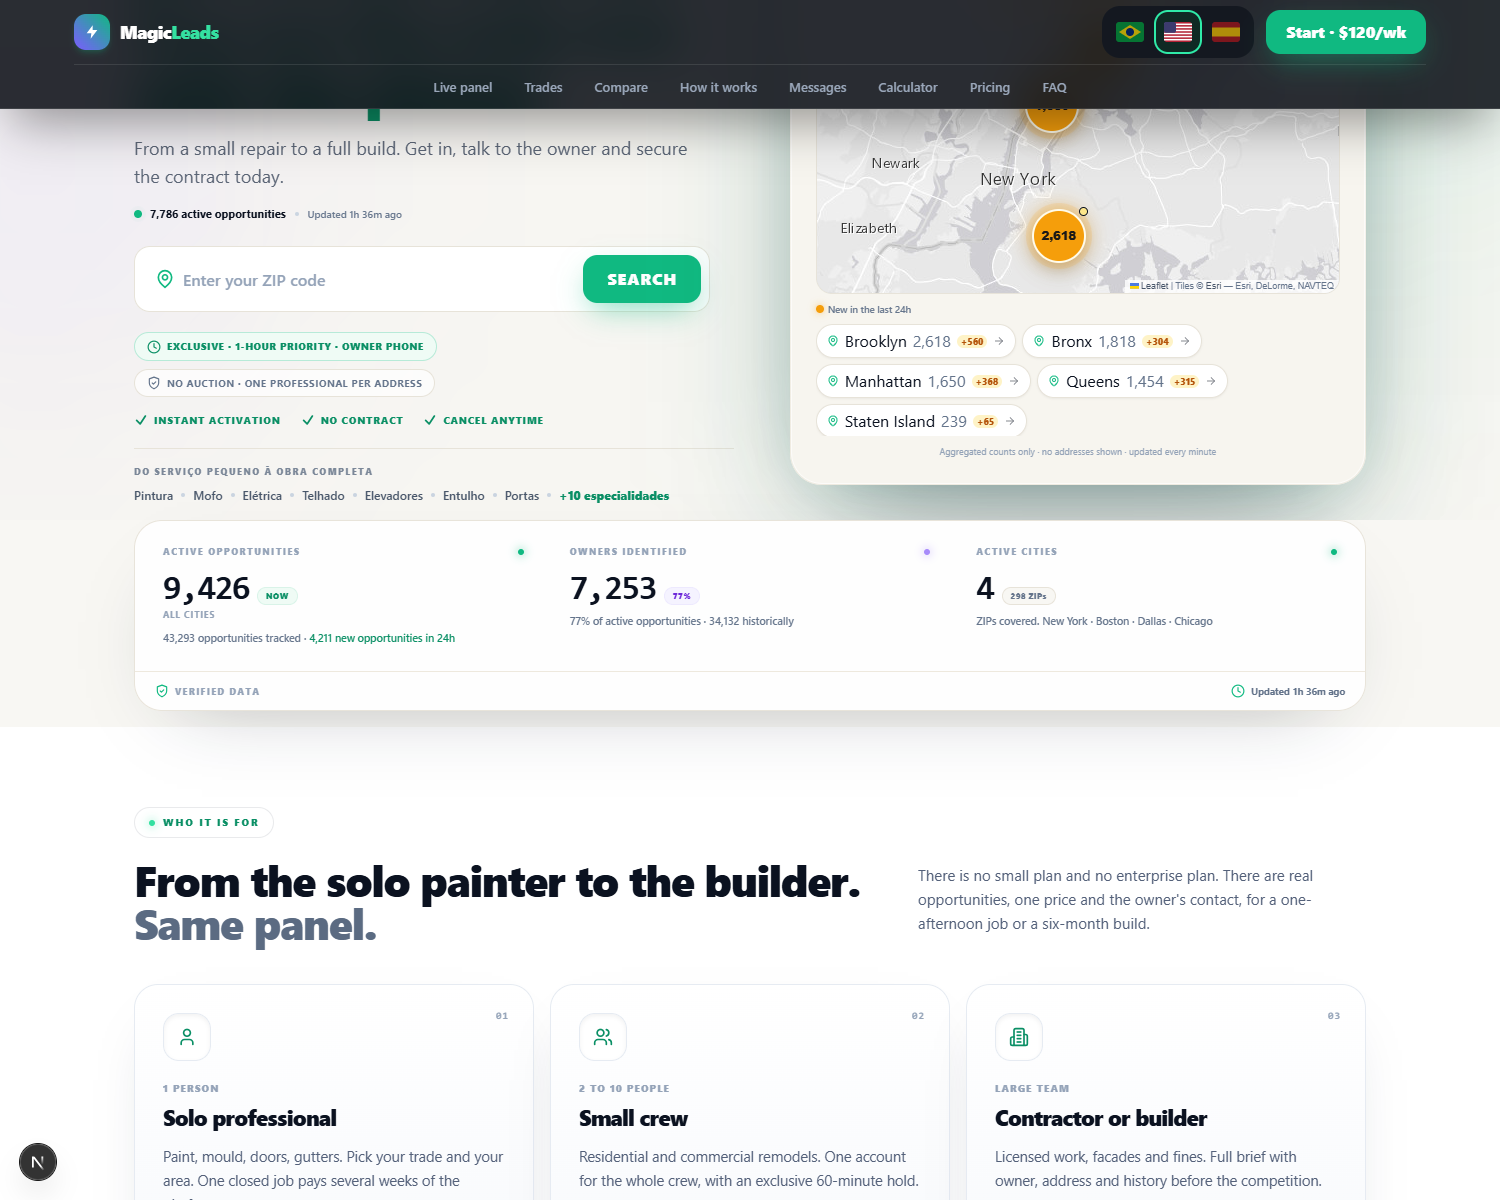 MagicLeads
Start · $120/wk
Live panel
Trades
Compare
How it works
Messages
Calculator
Pricing
FAQ
From a small repair to a full build. Get in, talk to the owner and secure
the contract today.
7,786 active opportunities
Updated 1h 36m ago
Enter your ZIP code
SEARCH
EXCLUSIVE · 1-HOUR PRIORITY · OWNER PHONE
NO AUCTION · ONE PROFESSIONAL PER ADDRESS
INSTANT ACTIVATION
NO CONTRACT
CANCEL ANYTIME
DO SERVIÇO PEQUENO À OBRA COMPLETA
Pintura • Mofo • Elétrica • Telhado • Elevadores • Entulho • Portas • +10 especialidades
Newark
New York
Elizabeth
2,618
Leaflet | Tiles © Esri — Esri, DeLorme, NAVTEQ
New in the last 24h
Brooklyn 2,618 +560 →
Bronx 1,818 +304 →
Manhattan 1,650 +368 →
Queens 1,454 +315 →
Staten Island 239 +65 →
Aggregated counts only · no addresses shown · updated every minute
ACTIVE OPPORTUNITIES
9,426 NOW
ALL CITIES
43,293 opportunities tracked · 4,211 new opportunities in 24h
OWNERS IDENTIFIED
7,253 77%
77% of active opportunities · 34,132 historically
ACTIVE CITIES
4 298 ZIPs
ZIPs covered. New York · Boston · Dallas · Chicago
VERIFIED DATA
Updated 1h 36m ago
WHO IT IS FOR
From the solo painter to the builder.
Same panel.
There is no small plan and no enterprise plan. There are real
opportunities, one price and the owner's contact, for a one-
afternoon job or a six-month build.
01
1 PERSON
Solo professional
Paint, mould, doors, gutters. Pick your trade and your
area. One closed job pays several weeks of the
02
2 TO 10 PEOPLE
Small crew
Residential and commercial remodels. One account
for the whole crew, with an exclusive 60-minute hold.
03
LARGE TEAM
Contractor or builder
Licensed work, facades and fines. Full brief with
owner, address and history before the competition.
N